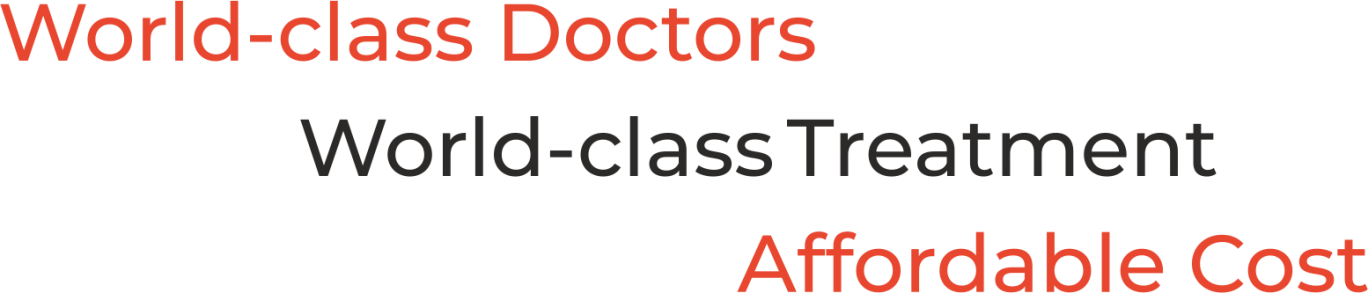 World-class Doctors
World-class Treatment
Affordable Cost